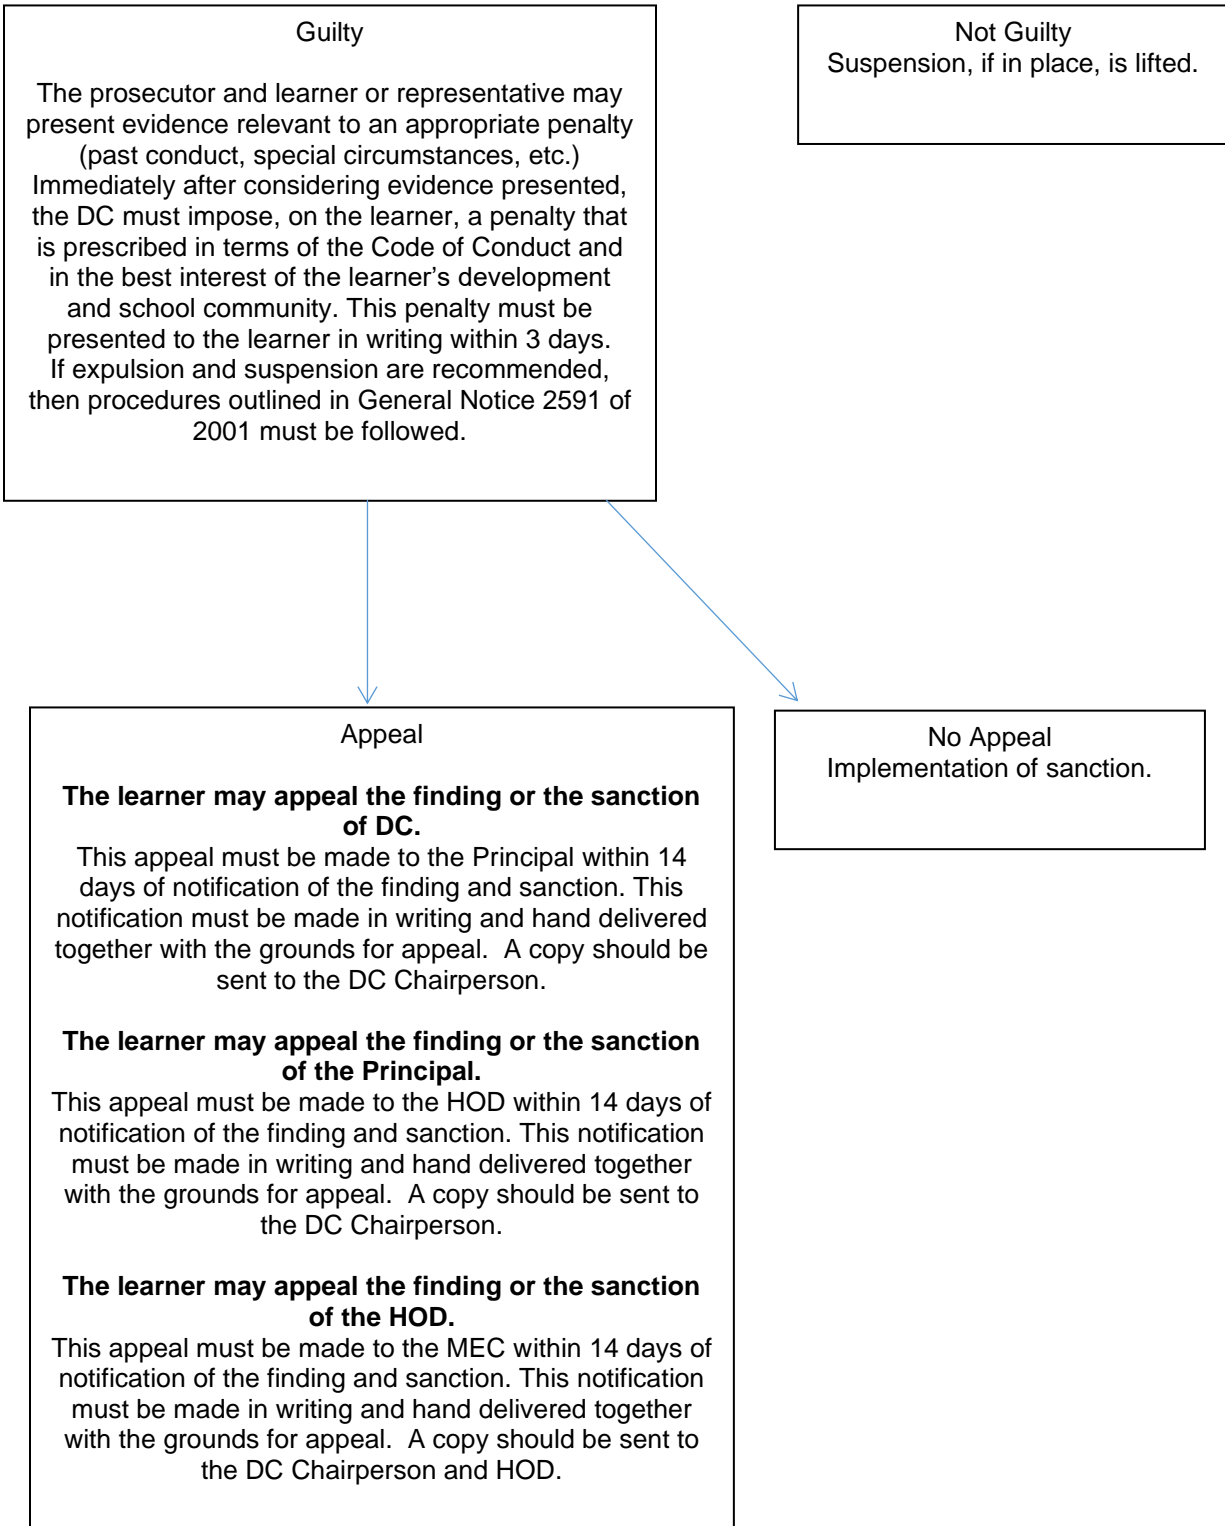 Guilty
The prosecutor and learner or representative may
present evidence relevant to an appropriate penalty
(past conduct, special circumstances, etc.)
Immediately after considering evidence presented,
the DC must impose, on the learner, a penalty that
is prescribed in terms of the Code of Conduct and
in the best interest of the learner’s development
and school community. This penalty must be
presented to the learner in writing within 3 days.
If expulsion and suspension are recommended,
then procedures outlined in General Notice 2591 of
2001 must be followed.
Not Guilty
Suspension, if in place, is lifted.
Appeal
The learner may appeal the finding or the sanction
of DC.
This appeal must be made to the Principal within 14
days of notification of the finding and sanction. This
notification must be made in writing and hand delivered
together with the grounds for appeal.  A copy should be
sent to the DC Chairperson.
The learner may appeal the finding or the sanction
of the Principal.
This appeal must be made to the HOD within 14 days of
notification of the finding and sanction. This notification
must be made in writing and hand delivered together
with the grounds for appeal.  A copy should be sent to
the DC Chairperson.
The learner may appeal the finding or the sanction
of the HOD.
This appeal must be made to the MEC within 14 days of
notification of the finding and sanction. This notification
must be made in writing and hand delivered together
with the grounds for appeal.  A copy should be sent to
the DC Chairperson and HOD.
No Appeal
Implementation of sanction.